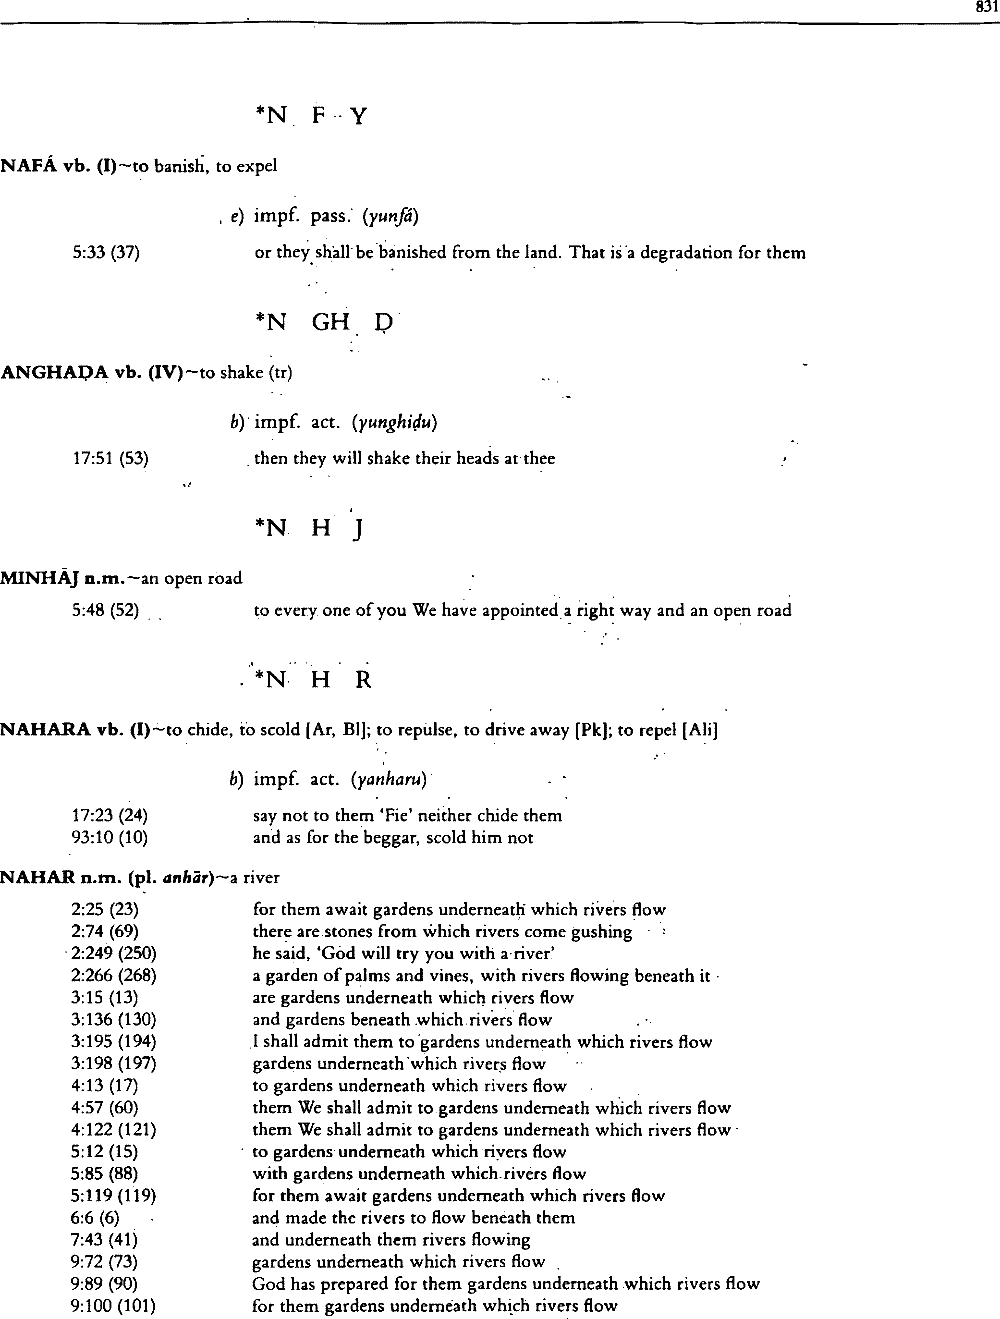 831
*N F Y
NAFÁ vb. (I)~to banish, to expel
e) impf. pass. (yunfá)
5:33 (37) or they shall be banished from the land. That is a degradation for them
*N GH Ḍ
ANGHAḌA vb. (IV)~to shake (tr)
b) impf. act. (yunghiḍu)
17:51 (53) then they will shake their heads at thee
*N H J
MINHĀJ n.m.~an open road
5:48 (52) to every one of you We have appointed a right way and an open road
*N H R
NAHARA vb. (I)~to chide, to scold [Ar, Bl]; to repulse, to drive away [Pk]; to repel [Ali]
b) impf. act. (yanharu)
17:23 (24) say not to them 'Fie' neither chide them
93:10 (10) and as for the beggar, scold him not
NAHAR n.m. (pl. anhār)~a river
2:25 (23) for them await gardens underneath which rivers flow
2:74 (69) there are stones from which rivers come gushing
2:249 (250) he said, 'God will try you with a river'
2:266 (268) a garden of palms and vines, with rivers flowing beneath it
3:15 (13) are gardens underneath which rivers flow
3:136 (130) and gardens beneath which rivers flow
3:195 (194) I shall admit them to gardens underneath which rivers flow
3:198 (197) gardens underneath which rivers flow
4:13 (17) to gardens underneath which rivers flow
4:57 (60) them We shall admit to gardens underneath which rivers flow
4:122 (121) them We shall admit to gardens underneath which rivers flow
5:12 (15) to gardens underneath which rivers flow
5:85 (88) with gardens underneath which rivers flow
5:119 (119) for them await gardens underneath which rivers flow
6:6 (6) and made the rivers to flow beneath them
7:43 (41) and underneath them rivers flowing
9:72 (73) gardens underneath which rivers flow
9:89 (90) God has prepared for them gardens underneath which rivers flow
9:100 (101) for them gardens underneath which rivers flow